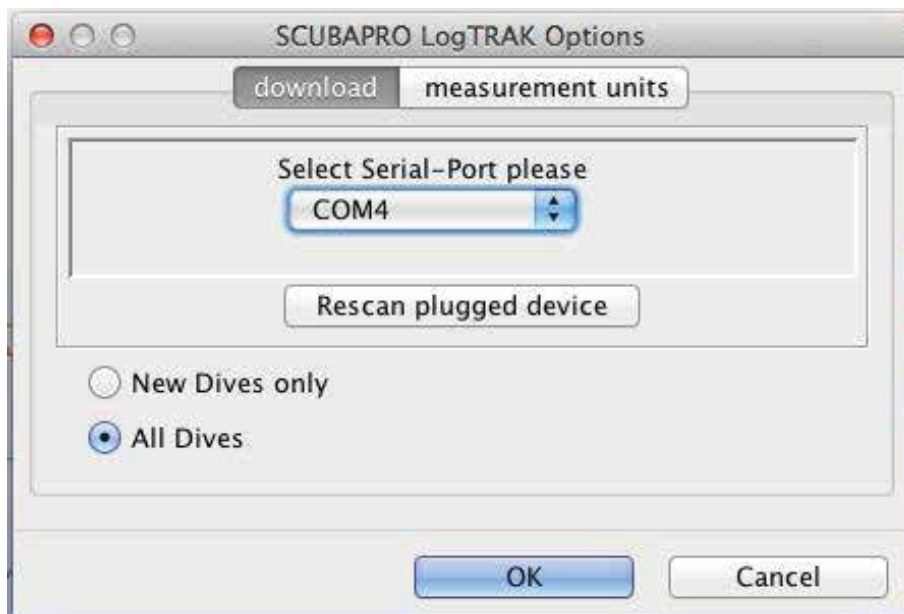 SCUBAPRO LogTRAK Options
download measurement units
Select Serial-Port please
COM4
Rescan plugged device
New Dives only
All Dives
OK Cancel